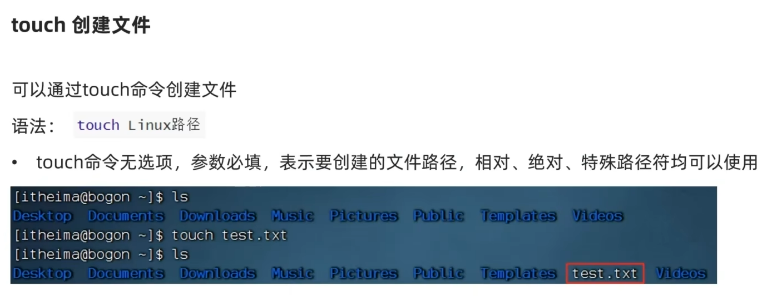 touch 创建文件
可以通过touch命令创建文件
语法： touch Linux路径
• touch命令无选项，参数必填，表示要创建的文件路径，相对、绝对、特殊路径符均可以使用
[itheima@bogon ~]$ ls
Desktop Documents Downloads Music Pictures Public Templates Videos
[itheima@bogon ~]$ touch test.txt
[itheima@bogon ~]$ ls
Desktop Documents Downloads Music Pictures Public Templates test.txt Videos